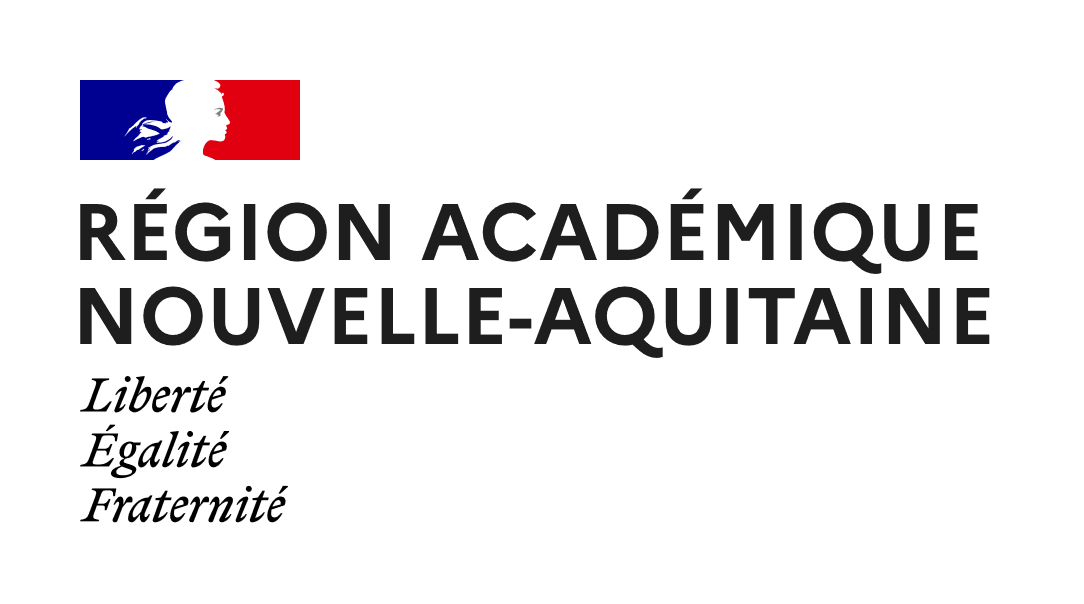 RÉGION ACADÉMIQUE
NOUVELLE-AQUITAINE
Liberté
Égalité
Fraternité